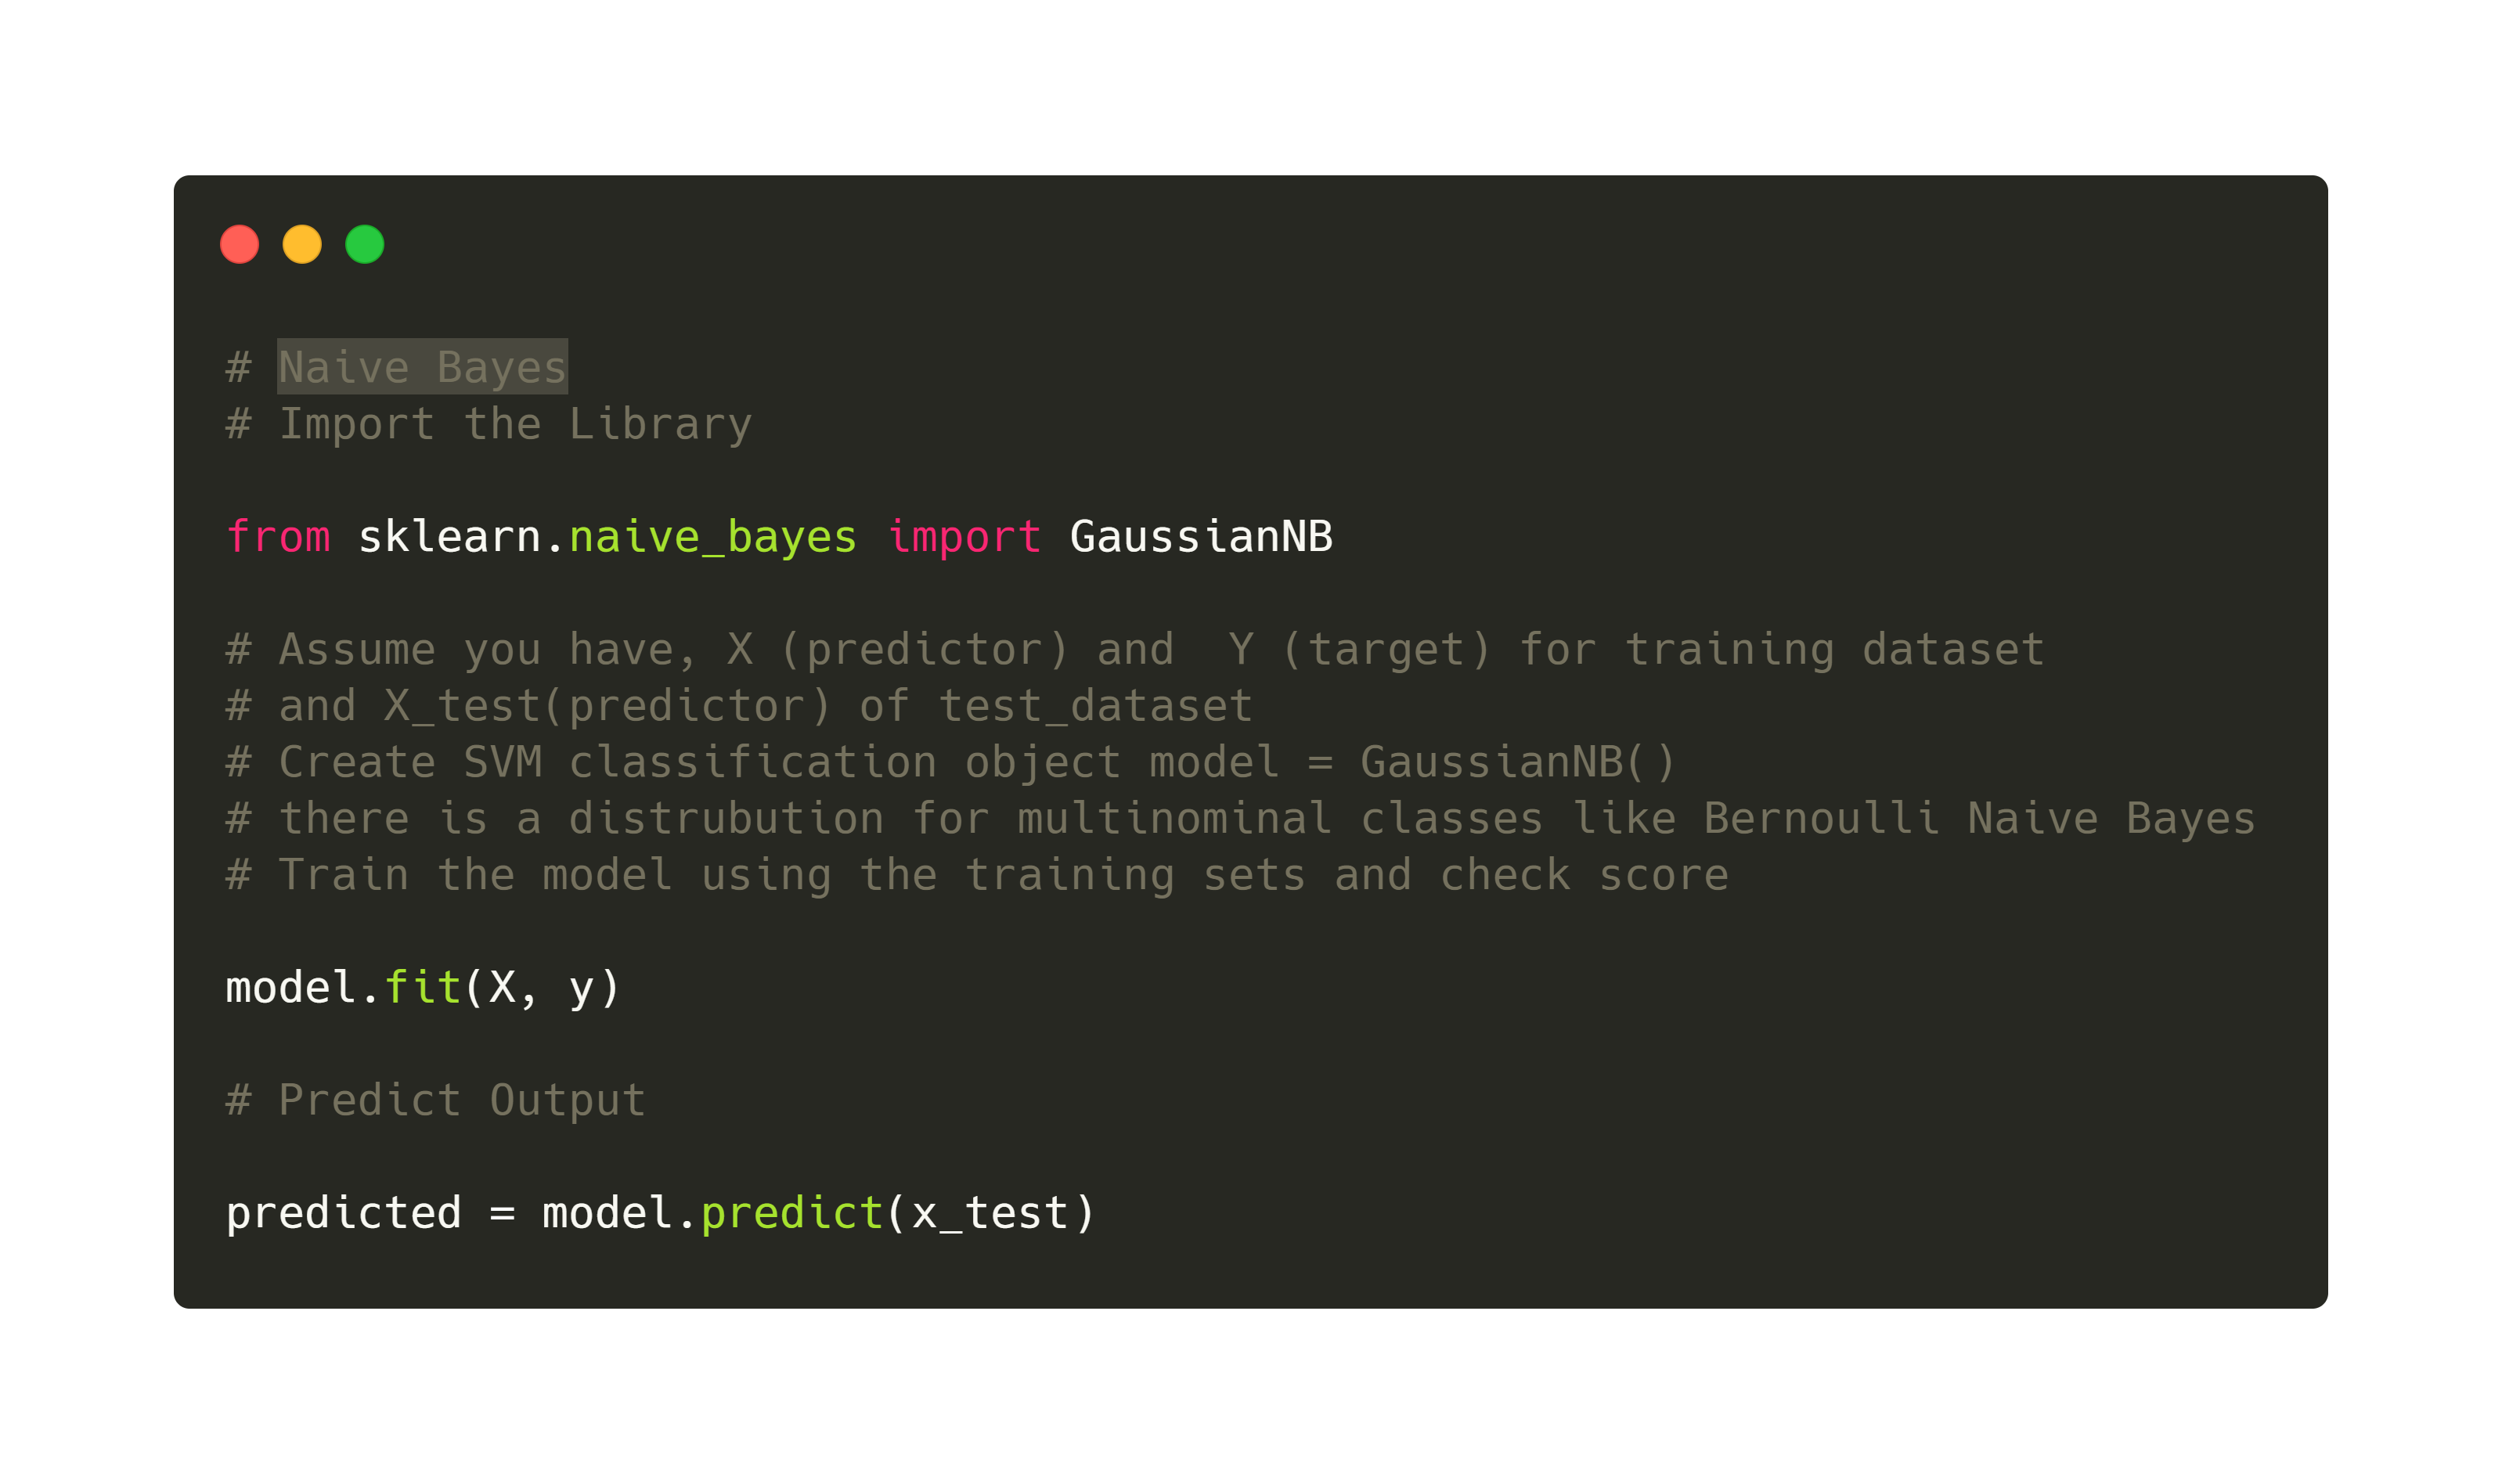 # Naive Bayes
# Import the Library
from sklearn.naive_bayes import GaussianNB
# Assume you have, X (predictor) and  Y (target) for training dataset
# and X_test(predictor) of test_dataset
# Create SVM classification object model = GaussianNB()
# there is a distrubution for multinominal classes like Bernoulli Naive Bayes
# Train the model using the training sets and check score
model.fit(X, y)
# Predict Output
predicted = model.predict(x_test)